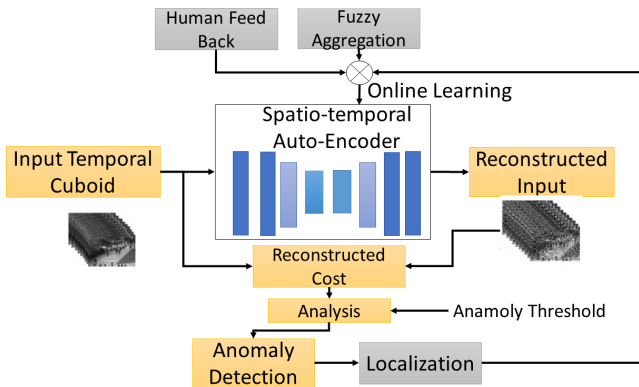 Human Feed
Back
Fuzzy
Aggregation
Online Learning
Spatio-temporal
Auto-Encoder
Input Temporal
Cuboid
Reconstructed
Input
Reconstructed
Cost
Analysis
Anamoly Threshold
Anomaly
Detection
Localization